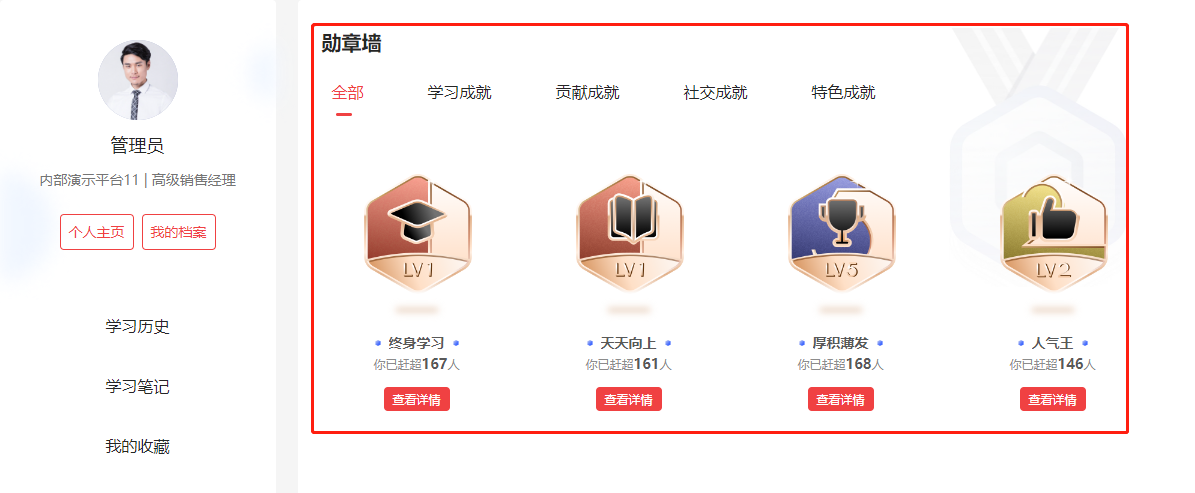 管理员
内部演示平台11 | 高级销售经理
个人主页 我的档案
学习历史
学习笔记
我的收藏
勋章墙
全部 学习成就 贡献成就 社交成就 特色成就
LV1 LV1 LV5 LV2
终身学习 天天向上 厚积薄发 人气王
你已赶超167人 你已赶超161人 你已赶超168人 你已赶超146人
查看详情 查看详情 查看详情 查看详情